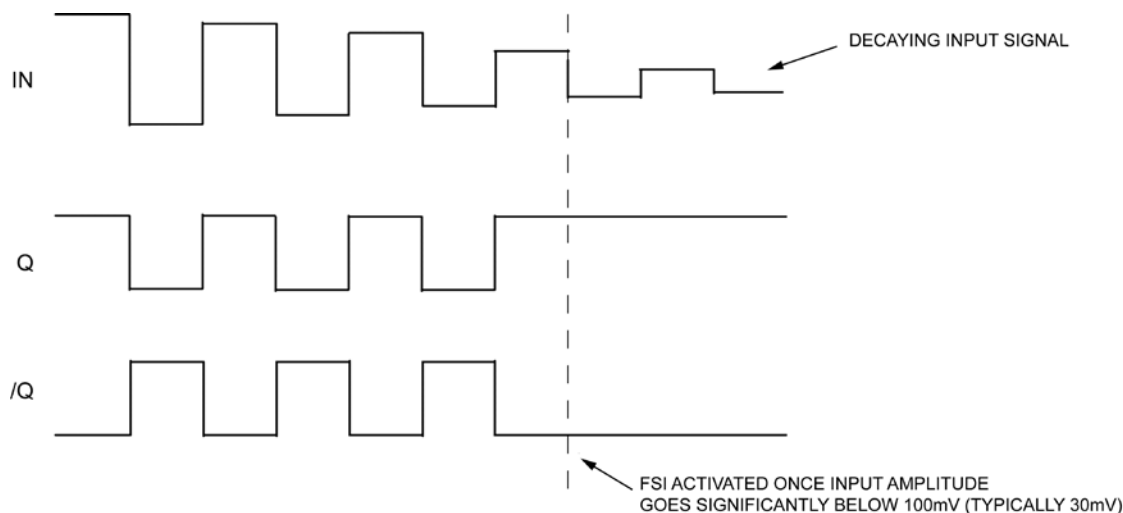 DECAYING INPUT SIGNAL
IN
Q
/Q
FSI ACTIVATED ONCE INPUT AMPLITUDE
GOES SIGNIFICANTLY BELOW 100mV (TYPICALLY 30mV)